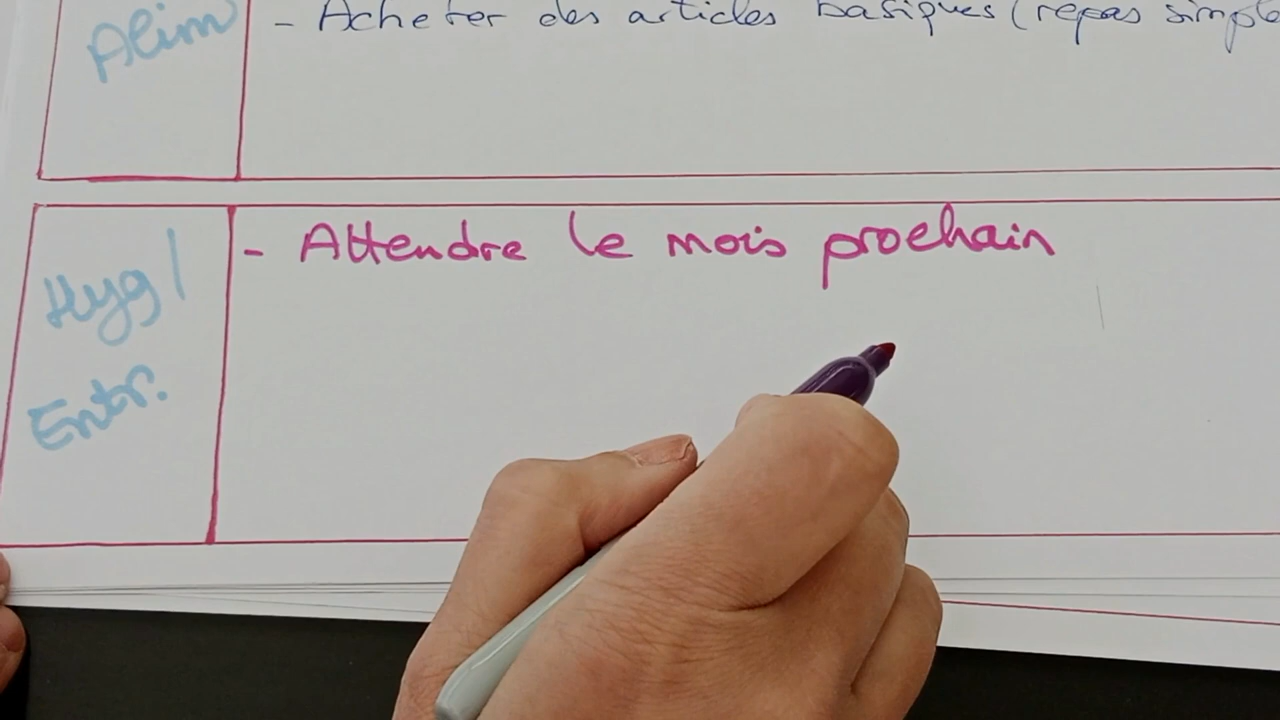 Alim
- Acheter des articles basiques (repas simple
- Attendre le mois prochain
Hyg/
Entr.